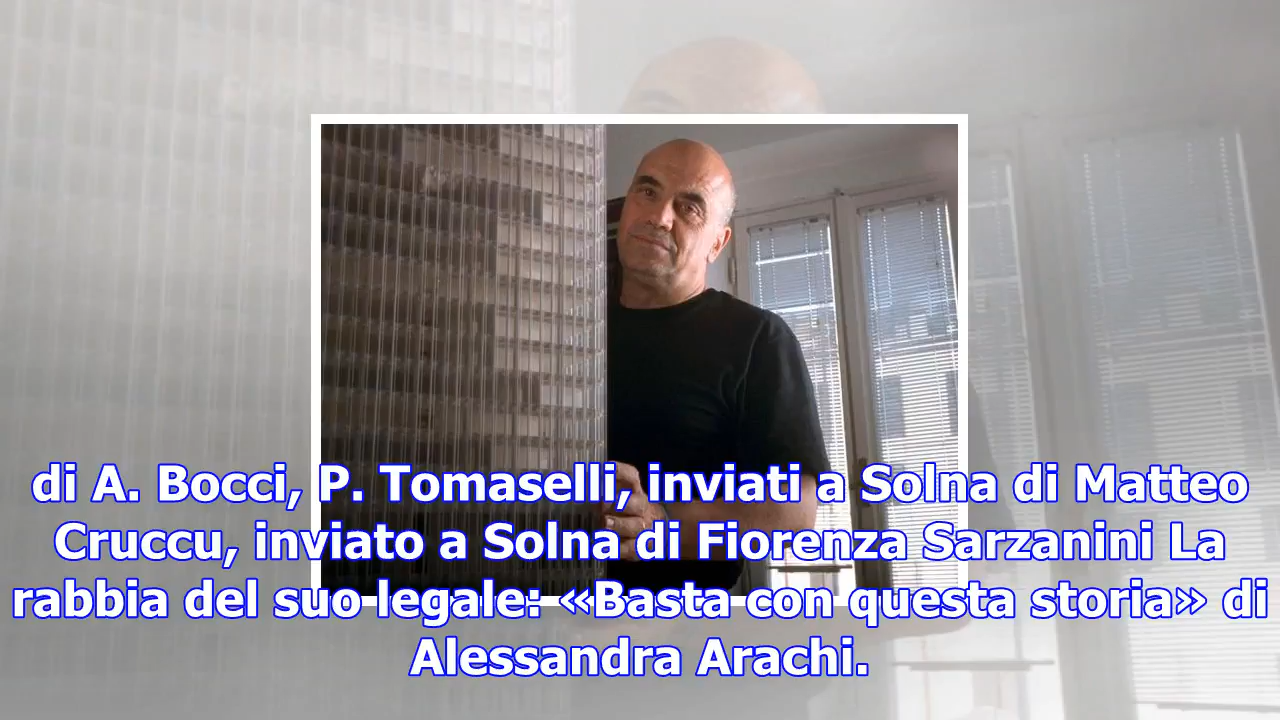 di A. Bocci, P. Tomaselli, inviati a Solna di Matteo
Cruccu, inviato a Solna di Fiorenza Sarzanini La
rabbia del suo legale: «Basta con questa storia» di
Alessandra Arachi.